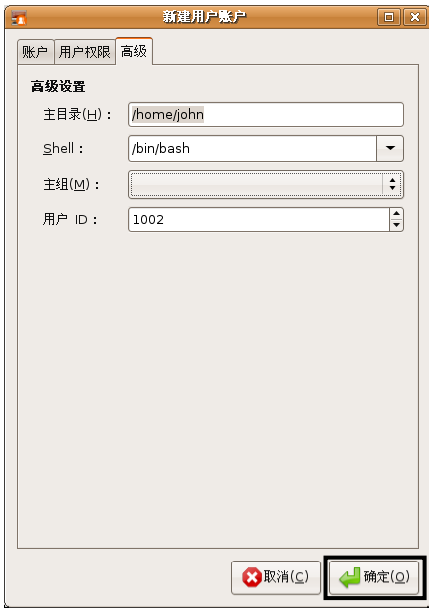 新建用户账户
账户 用户权限 高级
高级设置
主目录(H)： /home/john
Shell： /bin/bash
主组(M)：
用户 ID： 1002
取消(C) 确定(O)